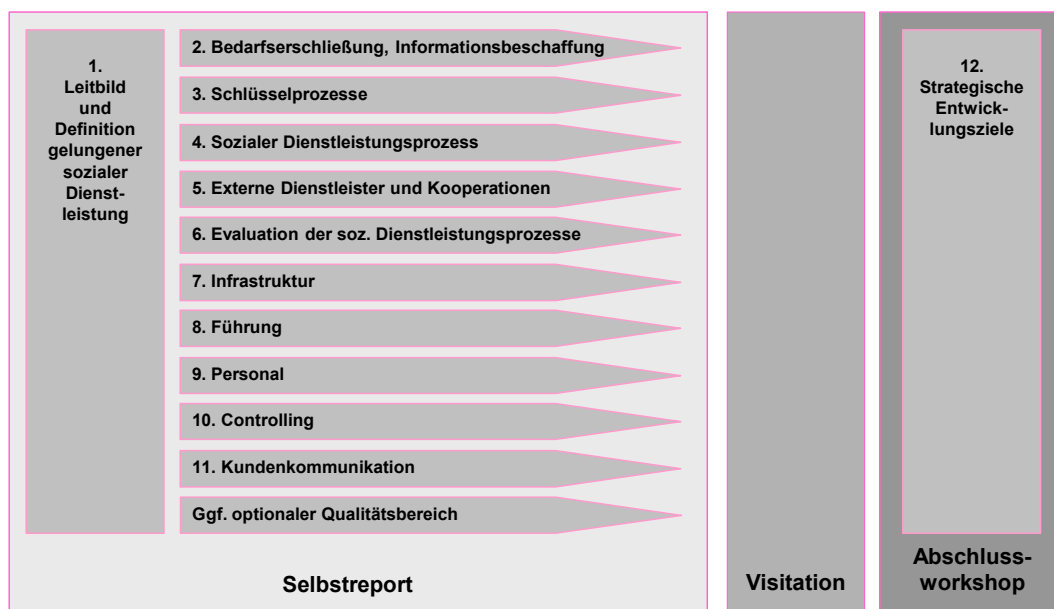 1.
Leitbild
und
Definition
gelungener
sozialer
Dienst-
leistung
2. Bedarfserschließung, Informationsbeschaffung
3. Schlüsselprozesse
4. Sozialer Dienstleistungsprozess
5. Externe Dienstleister und Kooperationen
6. Evaluation der soz. Dienstleistungsprozesse
7. Infrastruktur
8. Führung
9. Personal
10. Controlling
11. Kundenkommunikation
Ggf. optionaler Qualitätsbereich
Selbstreport
Visitation
12.
Strategische
Entwick-
lungsziele
Abschluss-
workshop